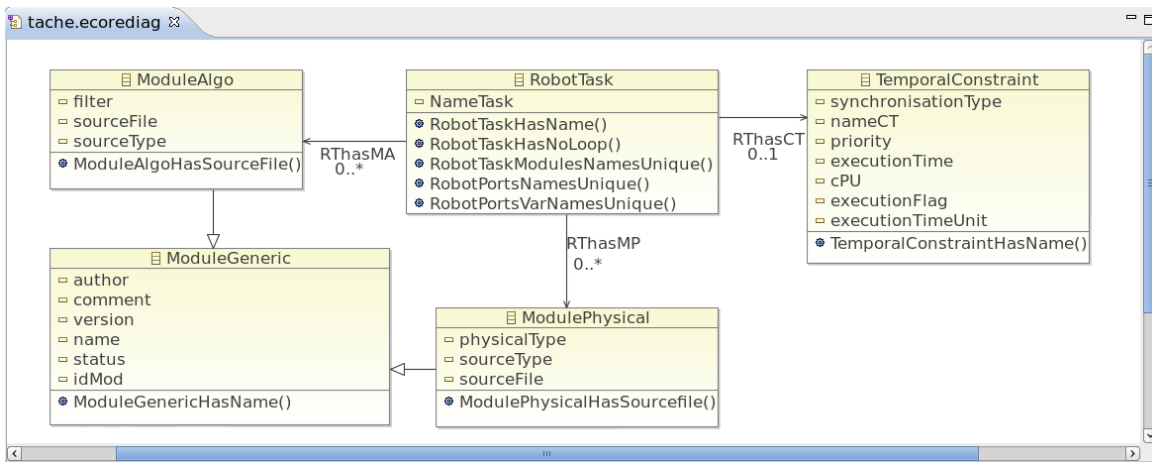 tache.ecorediag
ModuleAlgo
filter
sourceFile
sourceType
ModuleAlgoHasSourceFile()
RThasMA
0..*
RobotTask
NameTask
RobotTaskHasName()
RobotTaskHasNoLoop()
RobotTaskModulesNamesUnique()
RobotPortsNamesUnique()
RobotPortsVarNamesUnique()
RThasCT
0..1
TemporalConstraint
synchronisationType
nameCT
priority
executionTime
cPU
executionFlag
executionTimeUnit
TemporalConstraintHasName()
RThasMP
0..*
ModuleGeneric
author
comment
version
name
status
idMod
ModuleGenericHasName()
ModulePhysical
physicalType
sourceType
sourceFile
ModulePhysicalHasSourcefile()